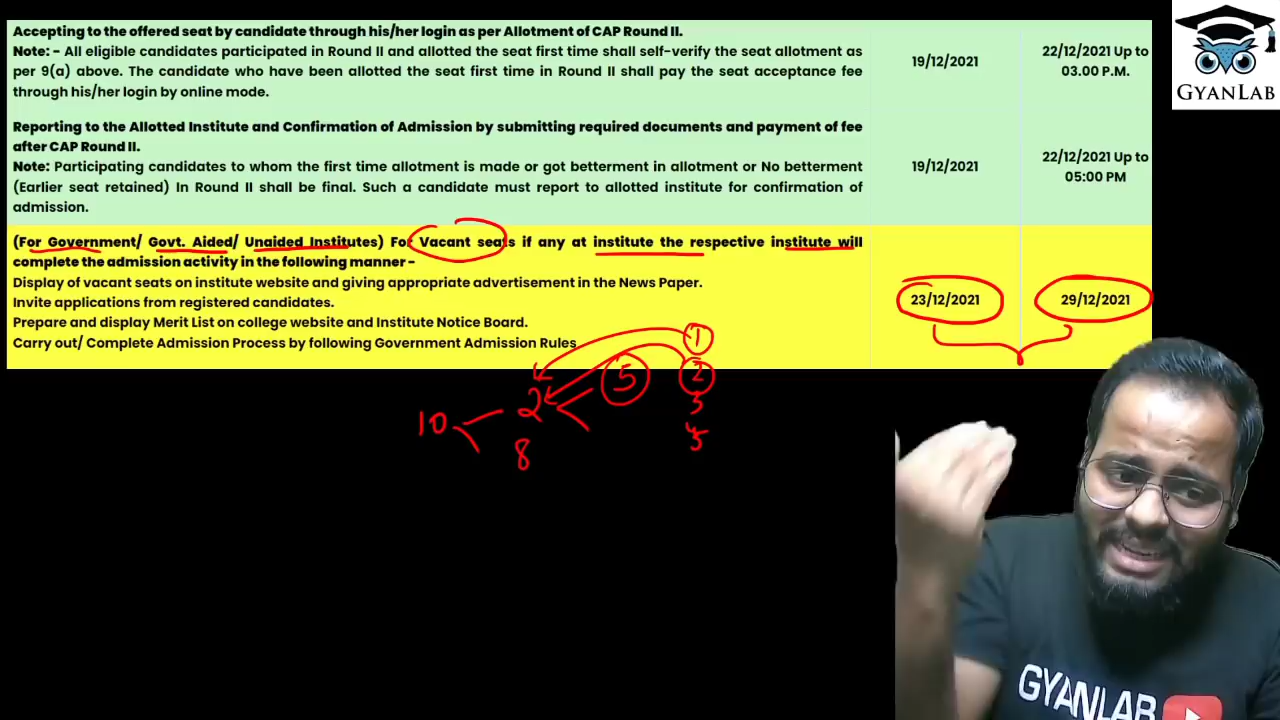 Accepting to the offered seat by candidate through his/her login as per Allotment of CAP Round II.
Note: - All eligible candidates participated in Round II and allotted the seat first time shall self-verify the seat allotment as
per 9(a) above. The candidate who have been allotted the seat first time in Round II shall pay the seat acceptance fee
through his/her login by online mode.
19/12/2021
22/12/2021 Up to
03.00 P.M.
Reporting to the Allotted Institute and Confirmation of Admission by submitting required documents and payment of fee
after CAP Round II.
Note: Participating candidates to whom the first time allotment is made or got betterment in allotment or No betterment
(Earlier seat retained) In Round II shall be final. Such a candidate must report to allotted institute for confirmation of
admission.
19/12/2021
22/12/2021 Up to
05:00 PM
(For Government/ Govt. Aided/ Unaided Institutes) For Vacant seats if any at institute the respective institute will
complete the admission activity in the following manner -
Display of vacant seats on institute website and giving appropriate advertisement in the News Paper.
Invite applications from registered candidates.
Prepare and display Merit List on college website and Institute Notice Board.
Carry out/ Complete Admission Process by following Government Admission Rules
23/12/2021
29/12/2021
1
2
5
10
2
8
GYANLAB
GYANLAB